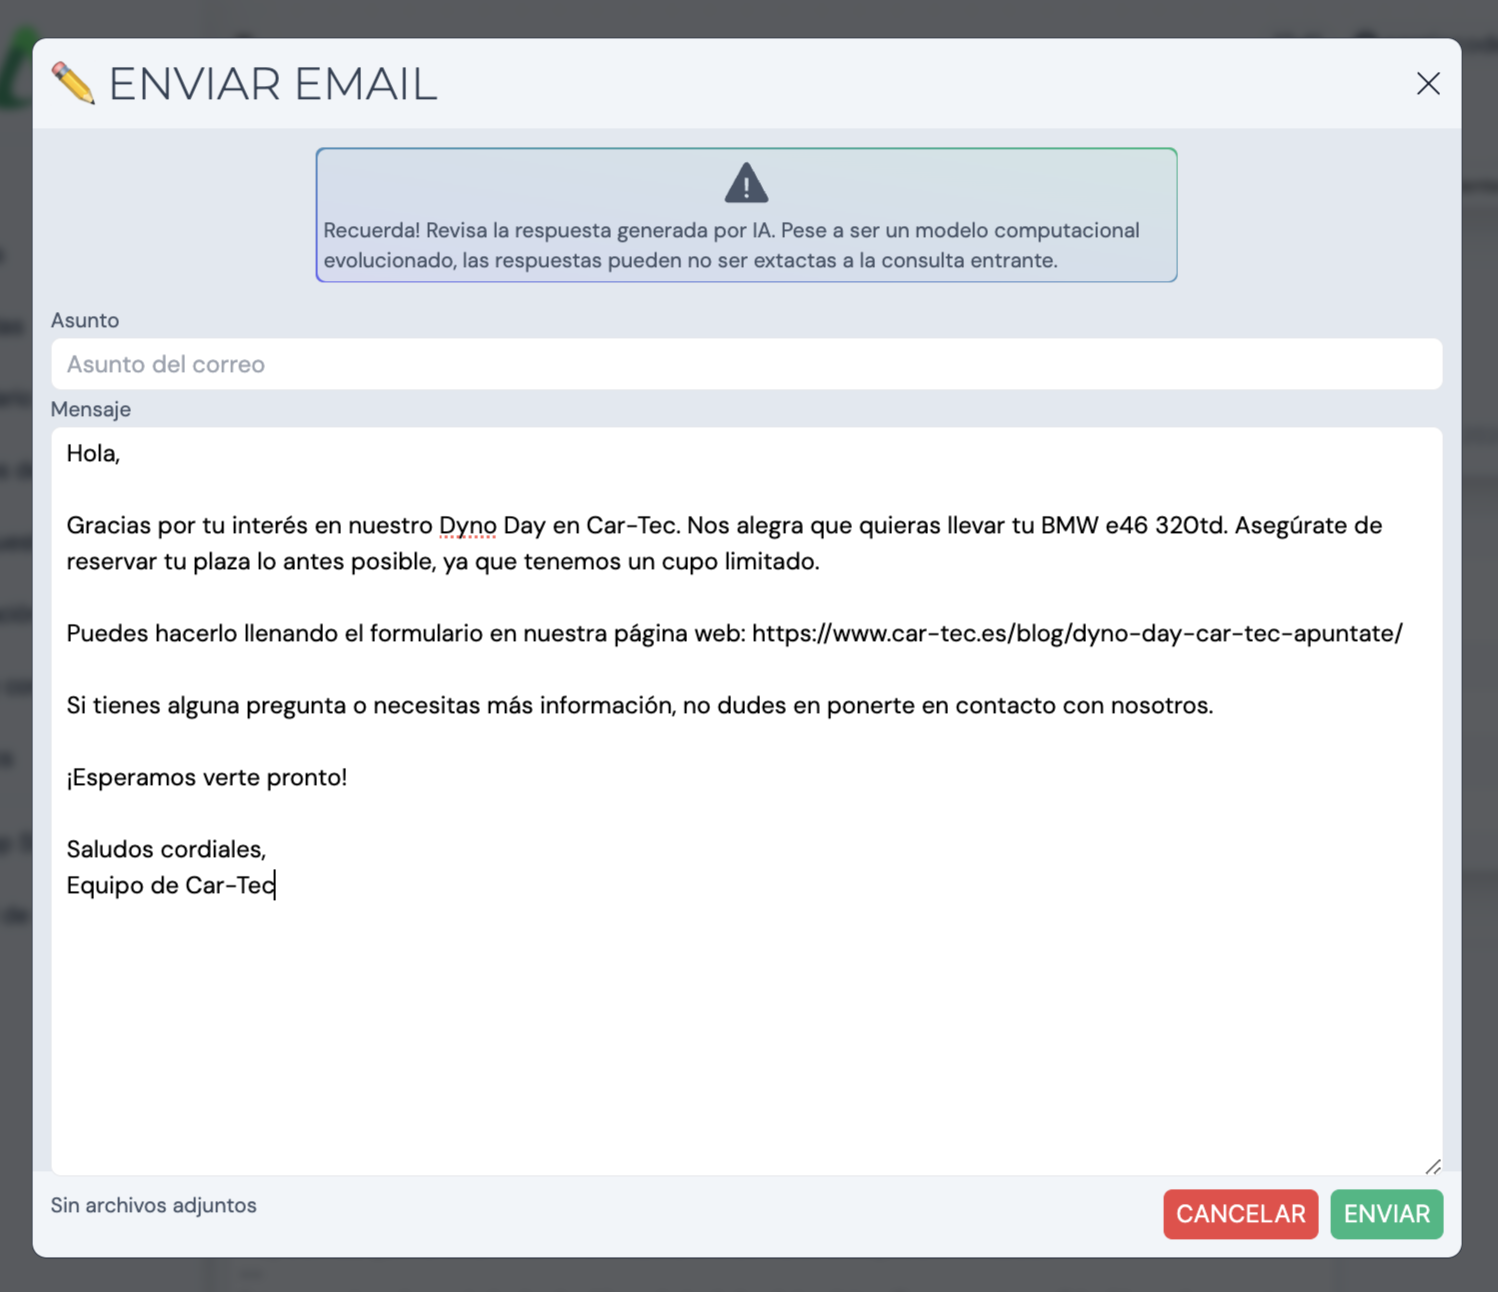 ENVIAR EMAIL
Recuerda! Revisa la respuesta generada por IA. Pese a ser un modelo computacional
evolucionado, las respuestas pueden no ser extactas a la consulta entrante.
Asunto
Asunto del correo
Mensaje
Hola,
Gracias por tu interés en nuestro Dyno Day en Car-Tec. Nos alegra que quieras llevar tu BMW e46 320td. Asegúrate de
reservar tu plaza lo antes posible, ya que tenemos un cupo limitado.
Puedes hacerlo llenando el formulario en nuestra página web: https://www.car-tec.es/blog/dyno-day-car-tec-apuntate/
Si tienes alguna pregunta o necesitas más información, no dudes en ponerte en contacto con nosotros.
¡Esperamos verte pronto!
Saludos cordiales,
Equipo de Car-Tec
Sin archivos adjuntos
CANCELAR
ENVIAR